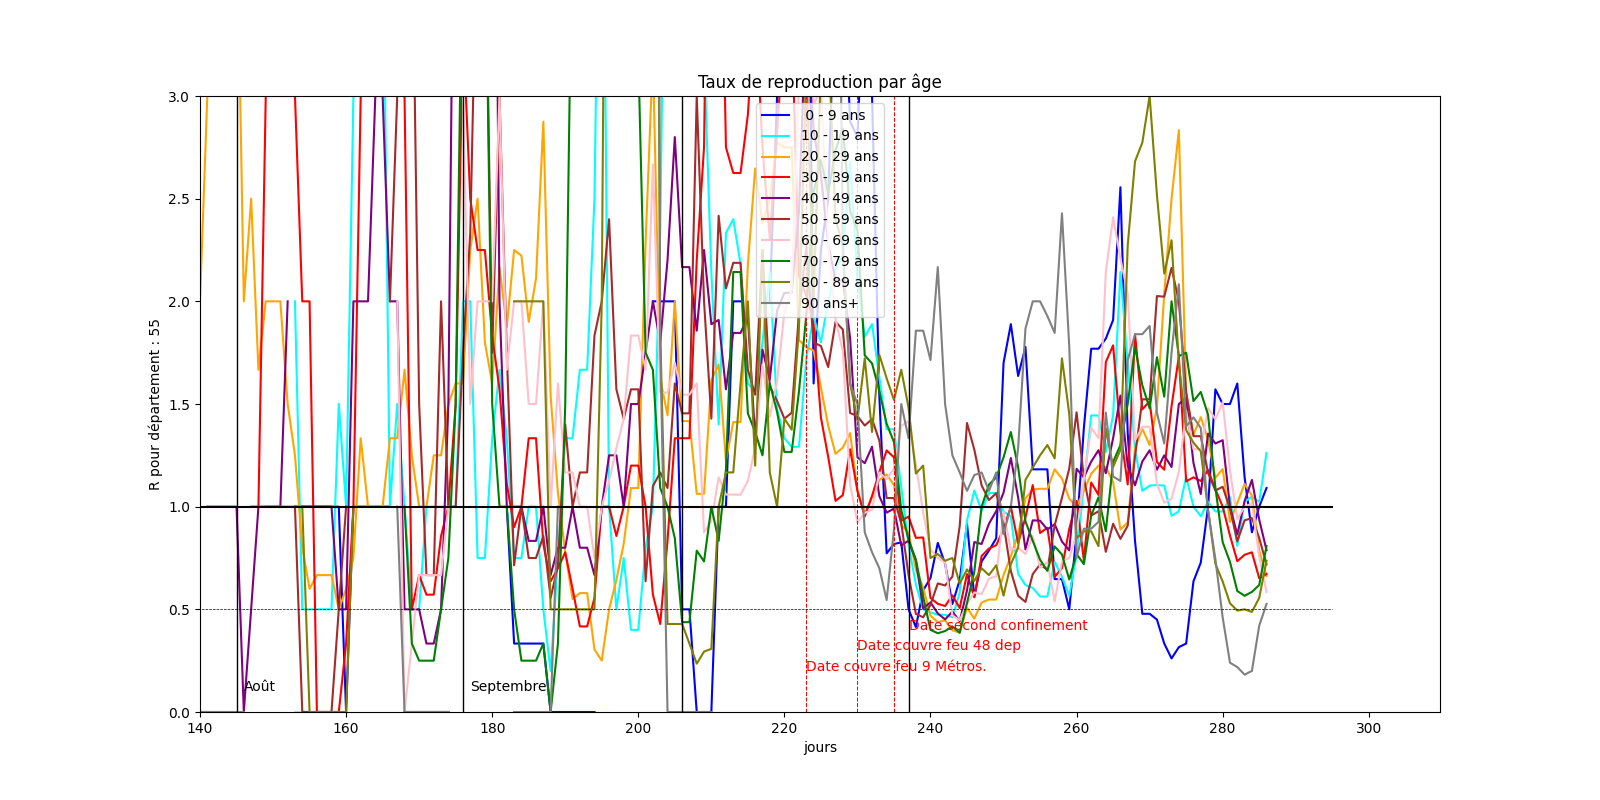 Taux de reproduction par âge
R pour département : 55
3.0
2.5
2.0
1.5
1.0
0.5
0.0
0 - 9 ans
10 - 19 ans
20 - 29 ans
30 - 39 ans
40 - 49 ans
50 - 59 ans
60 - 69 ans
70 - 79 ans
80 - 89 ans
90 ans+
Date second confinement
Date couvre feu 48 dep
Date couvre feu 9 Métros.
Août
Septembre
140 160 180 200 220 240 260 280 300
jours